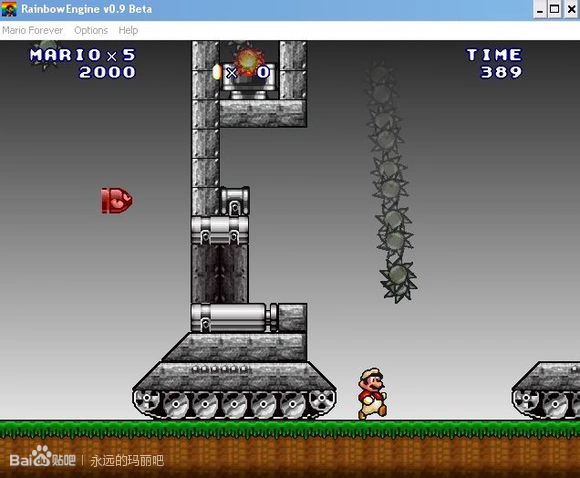 RainbowEngine v0.9 Beta
Mario Forever Options Help
MARIO×5 TIME
2000 × 0 389
Bai贴吧 | 永远的玛丽吧